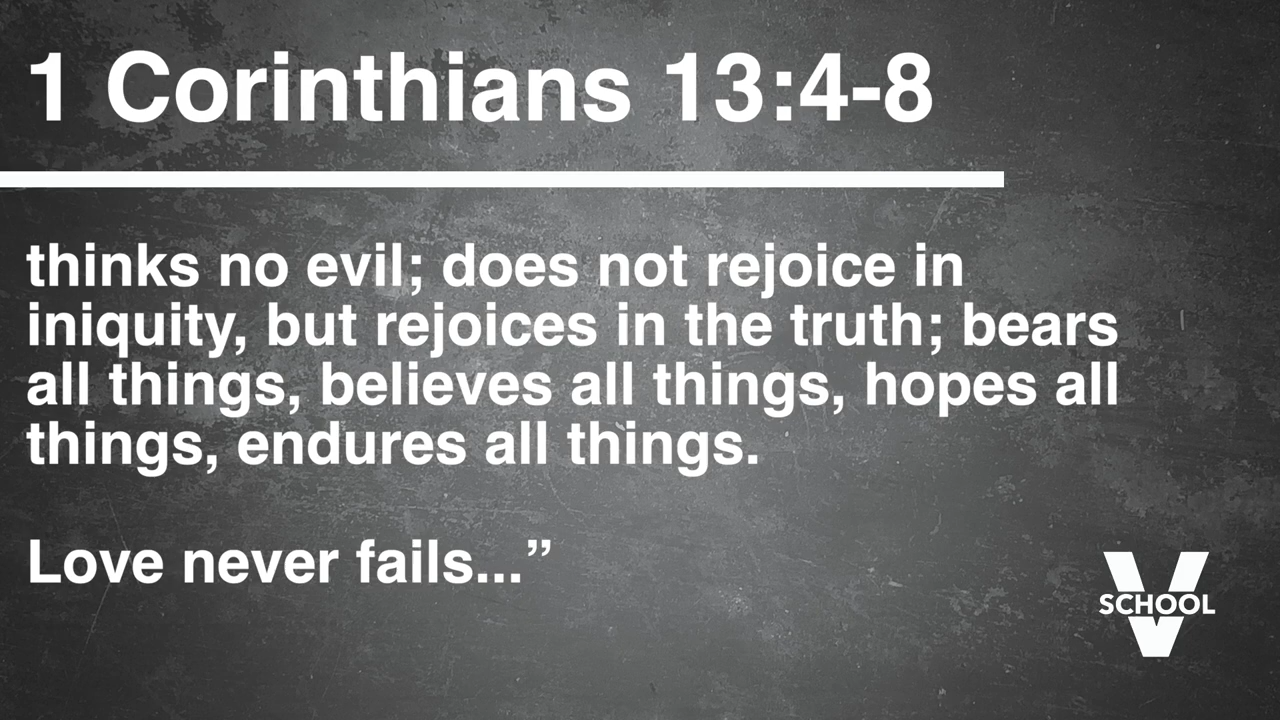 1 Corinthians 13:4-8
thinks no evil; does not rejoice in
iniquity, but rejoices in the truth; bears
all things, believes all things, hopes all
things, endures all things.
Love never fails...”
V
SCHOOL